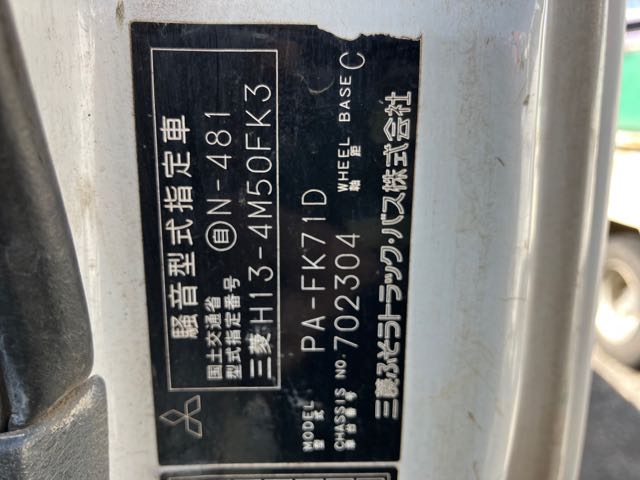 騒音型式指定車
国土交通省 自 N-481
型式指定番号
三菱 H13-4M50FK3
MODEL
型式 PA-FK71D
CHASSIS NO. 702304 WHEEL BASE C
車台番号 軸距
三菱ふそうトラック・バス株式会社